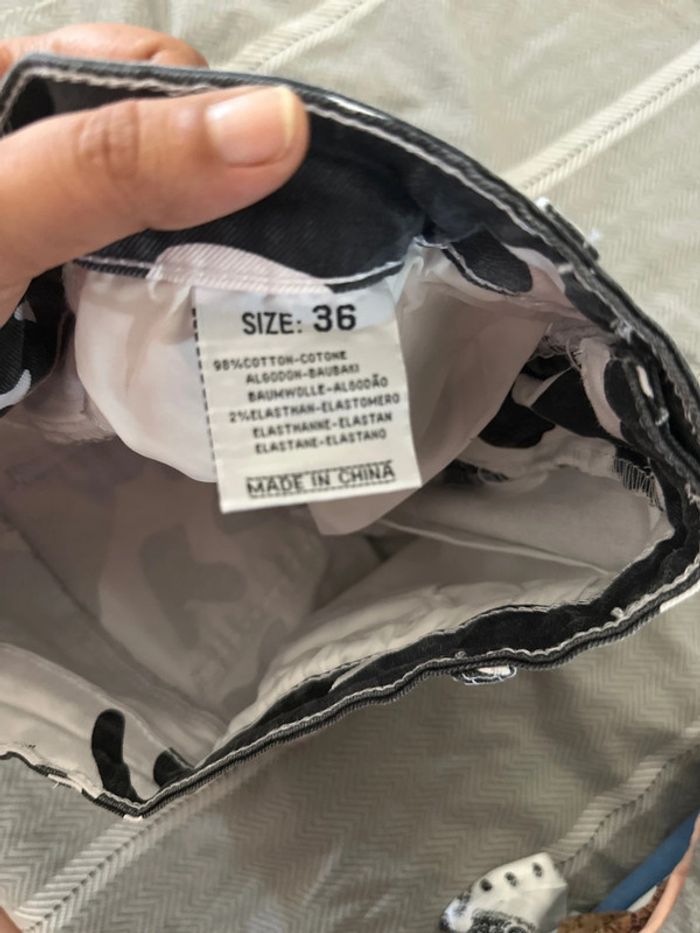 SIZE: 36
98%COTTON-COTONE
ALGODON-BAUBAKI
BAUMWOLLE-ALGODÃO
2%ELASTHAN-ELASTOMERO
ELASTHANNE-ELASTAN
ELASTANE-ELASTANO
MADE IN CHINA